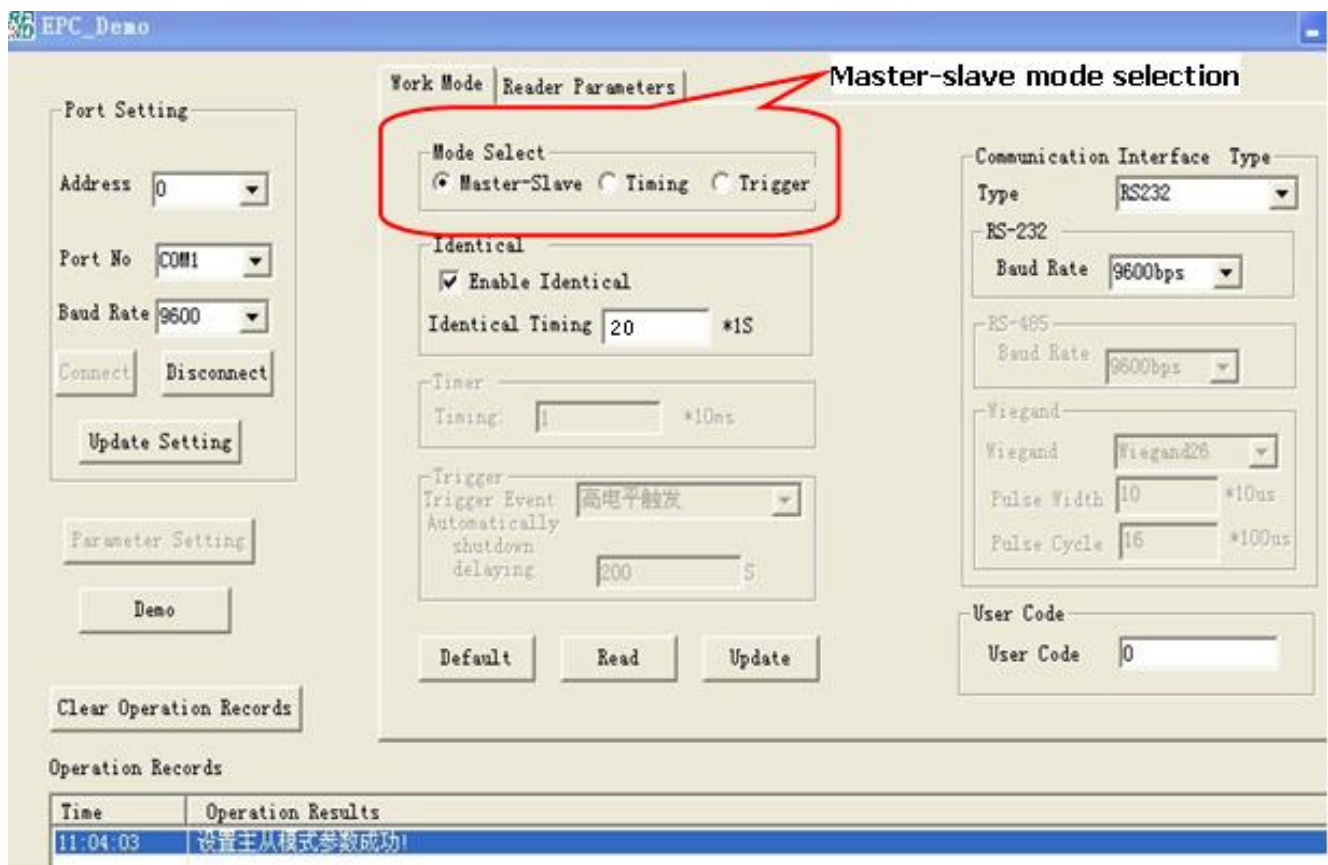 EPC_Demo
Master-slave mode selection
Work Mode
Reader Parameters
Port Setting
Address 0
Port No COM1
Baud Rate 9600
Connect Disconnect
Update Setting
Parameter Setting
Demo
Clear Operation Records
Mode Select
Master-Slave Timing Trigger
Identical
Enable Identical
Identical Timing 20 *1S
Timer
Timing: 1 *10ms
Trigger
Trigger Event 高电平触发
Automatically
shutdown
delaying 200 S
Default Read Update
Communication Interface Type
Type RS232
RS-232
Baud Rate 9600bps
RS-485
Baud Rate 9600bps
Wiegand
Wiegand Wiegand26
Pulse Width 10 *10us
Pulse Cycle 16 *100us
User Code
User Code 0
Operation Records
Time Operation Results
11:04:03 设置主从模式参数成功!